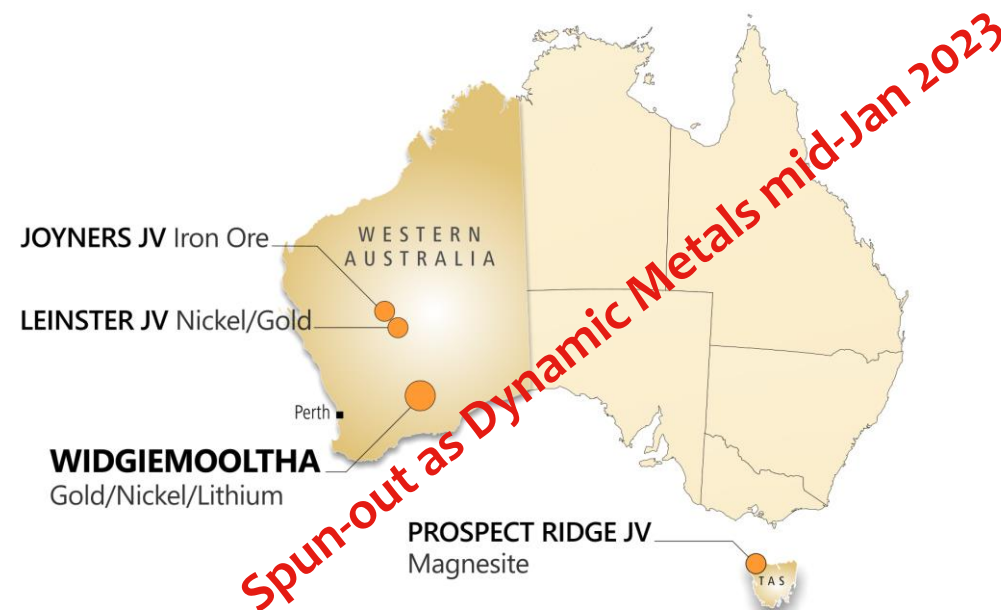 JOYNERS JV Iron Ore
WESTERN
AUSTRALIA
LEINSTER JV Nickel/Gold
Perth
WIDGIEMOOLTHA
Gold/Nickel/Lithium
PROSPECT RIDGE JV
Magnesite
TAS
Spun-out as Dynamic Metals mid-Jan 2023